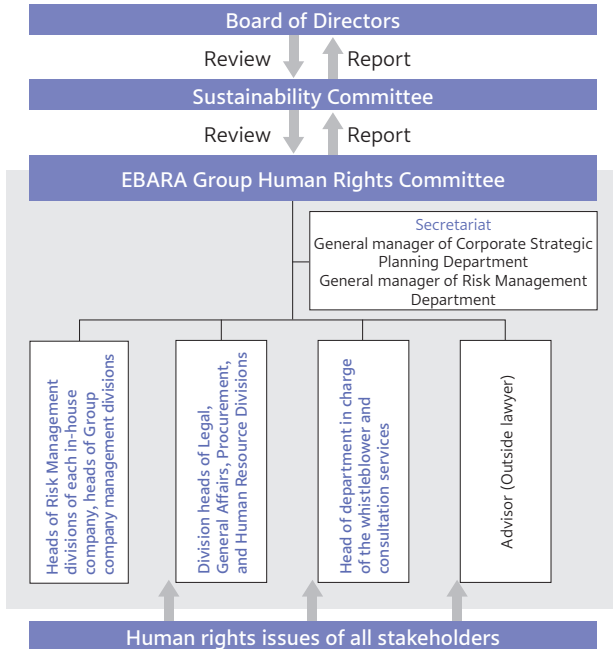 Board of Directors
Review
Report
Sustainability Committee
Review
Report
EBARA Group Human Rights Committee
Secretariat
General manager of Corporate Strategic
Planning Department
General manager of Risk Management
Department
Heads of Risk Management
divisions of each in-house
company, heads of Group
company management divisions
Division heads of Legal,
General Affairs, Procurement,
and Human Resource Divisions
Head of department in charge
of the whistleblower and
consultation services
Advisor (Outside lawyer)
Human rights issues of all stakeholders